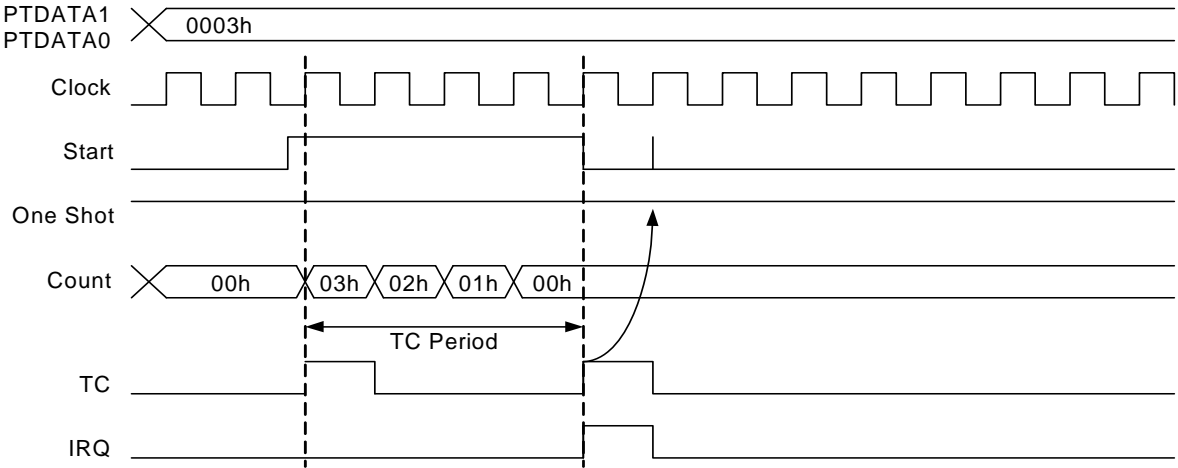 PTDATA1
PTDATA0
0003h
Clock
Start
One Shot
Count
00h
03h
02h
01h
00h
TC Period
TC
IRQ